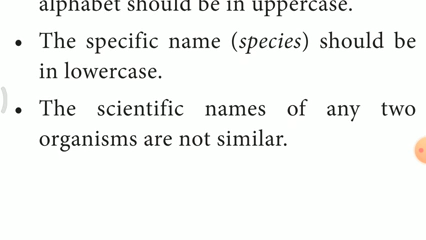 alphabet should be in uppercase.
• The specific name (species) should be
in lowercase.
• The scientific names of any two
organisms are not similar.